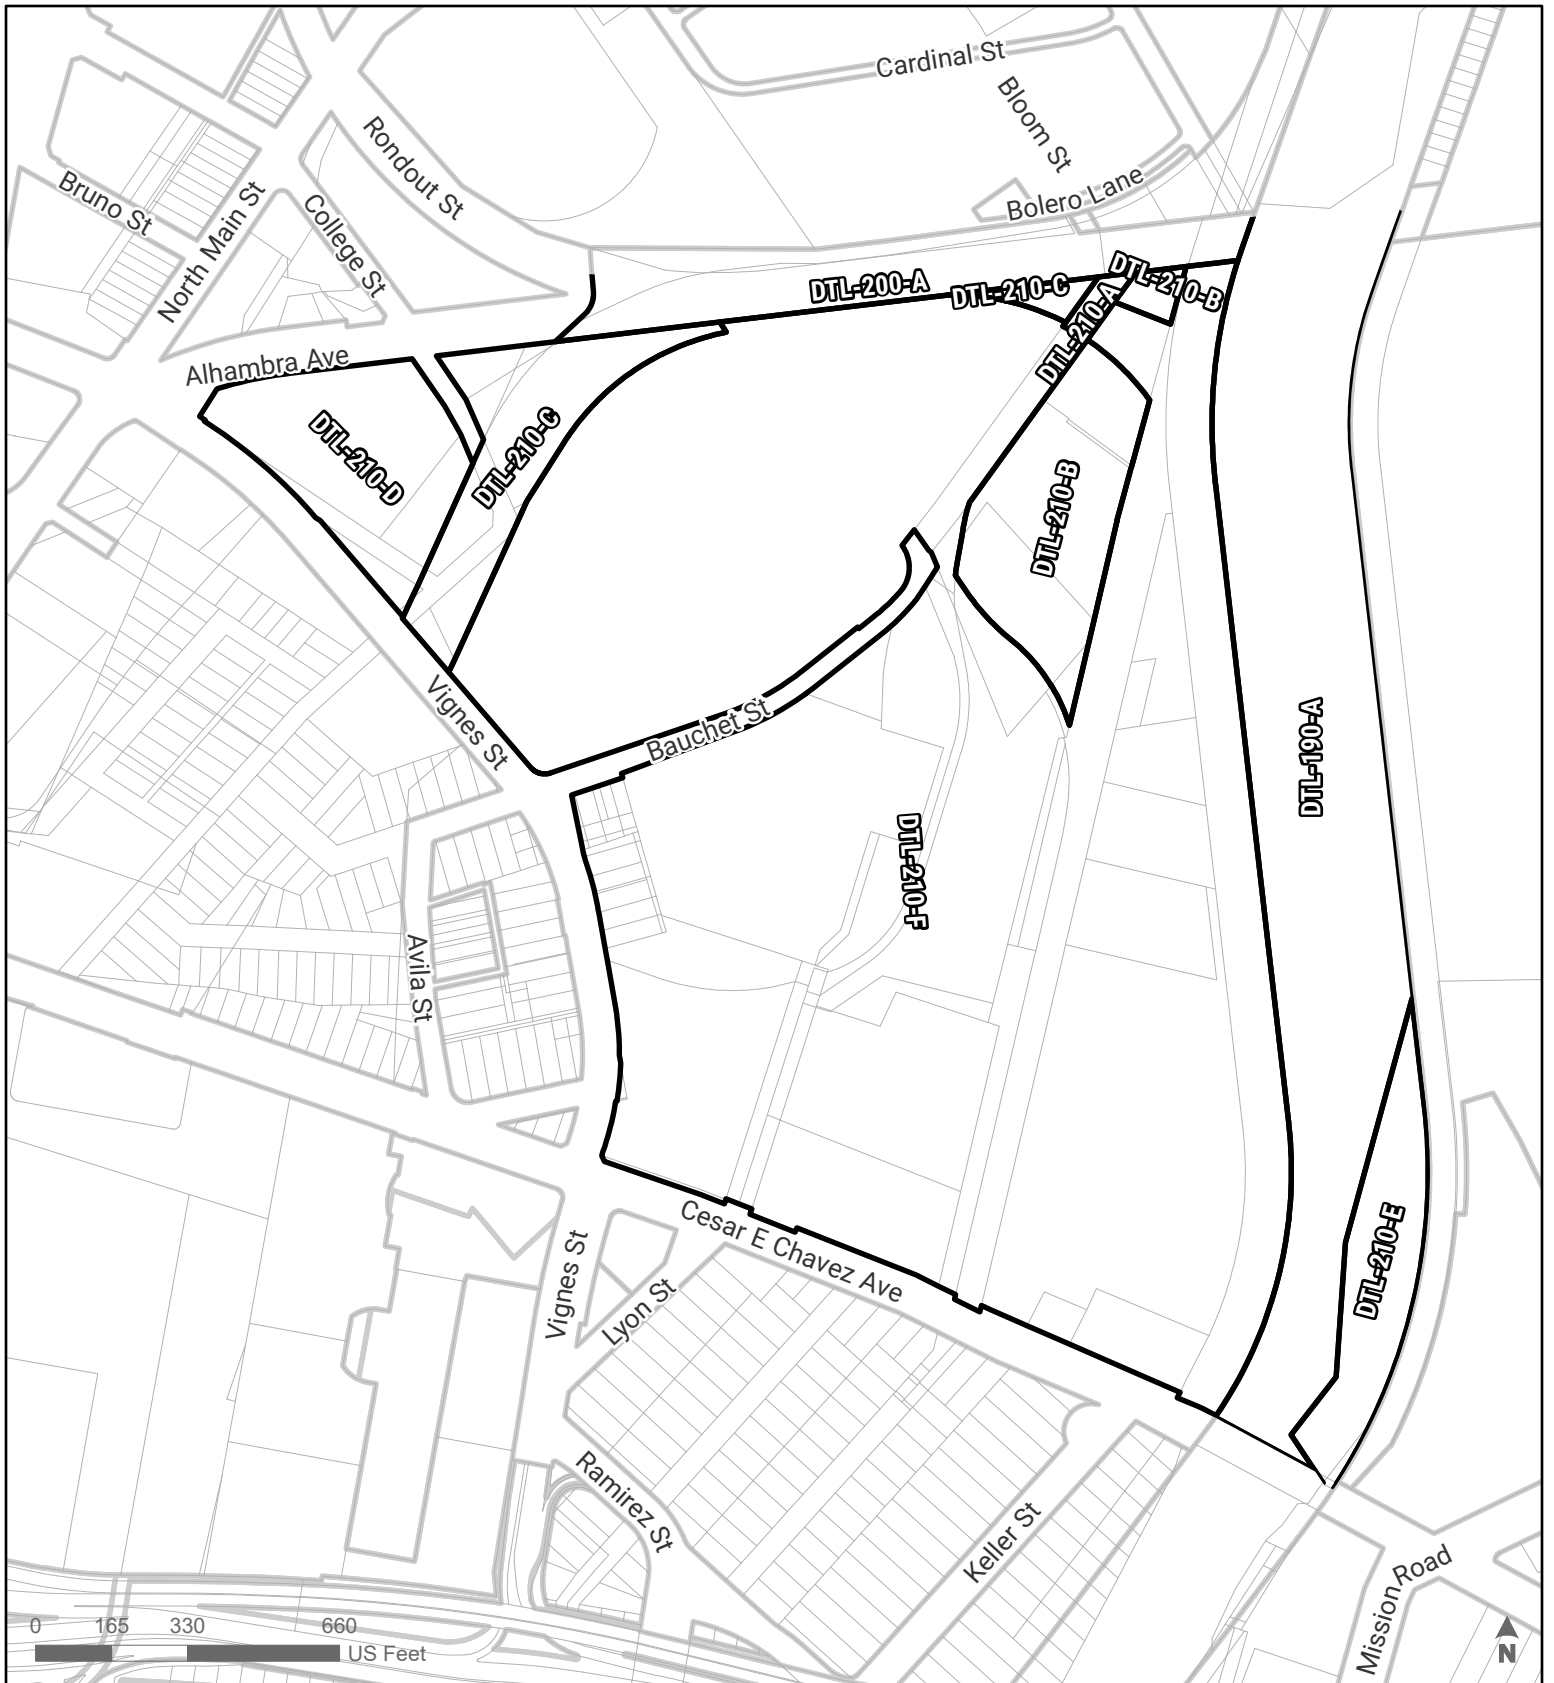 Cardinal St
Bloom St
Rondout St
Bruno St
North Main St
College St
Bolero Lane
DTL-210-B
DTL-200-A
DTL-210-C
DTL-210-A
Alhambra Ave
DTL-210-D
DTL-210-C
DTL-210-B
Vignes St
Bauchet St
DTL-190-A
DTL-210-F
Avila St
Cesar E Chavez Ave
Vignes St
Lyon St
DTL-210-E
Ramirez St
Keller St
Mission Road
0 165 330 660
US Feet
N